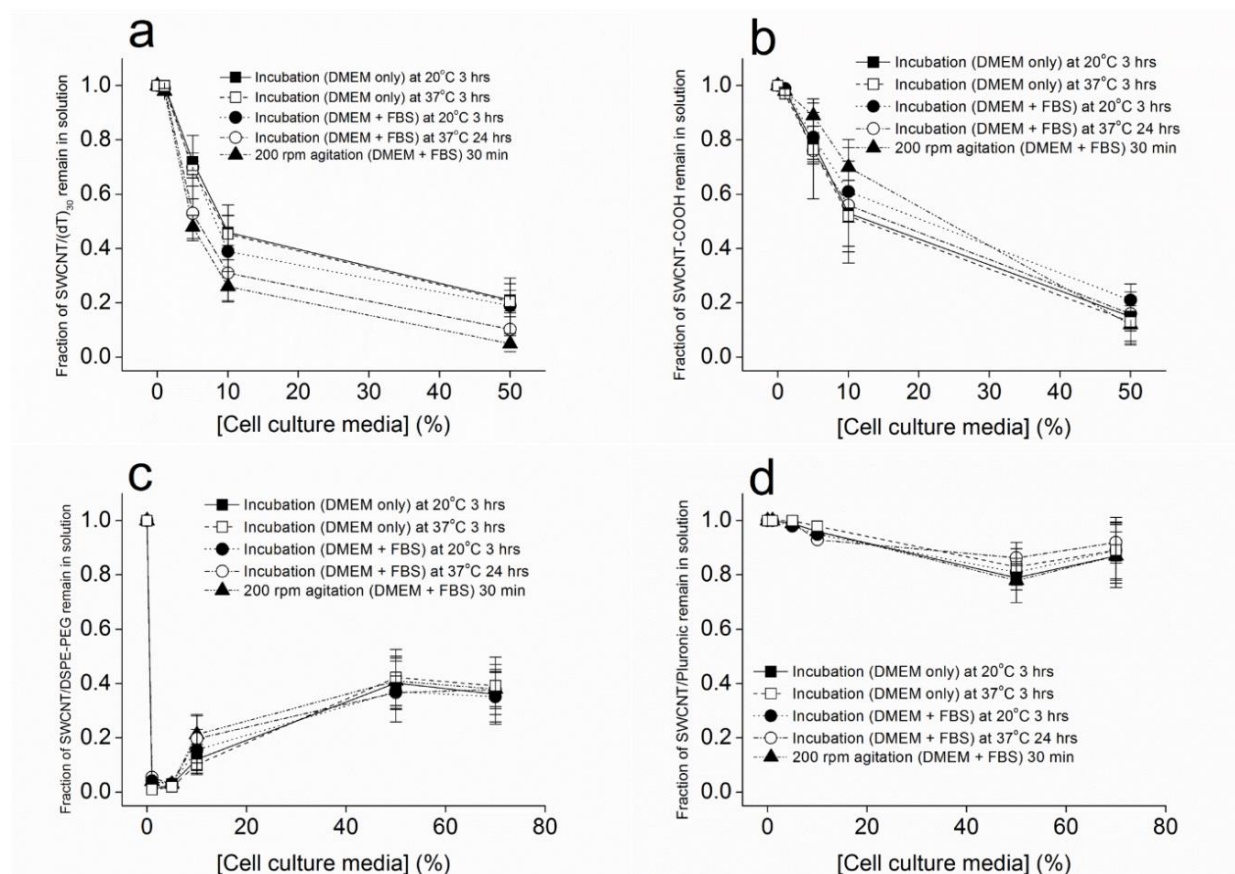 a
Fraction of SWCNT/(dT)30 remain in solution
1.0
0.8
0.6
0.4
0.2
0.0
Incubation (DMEM only) at 20°C 3 hrs
Incubation (DMEM only) at 37°C 3 hrs
Incubation (DMEM + FBS) at 20°C 3 hrs
Incubation (DMEM + FBS) at 37°C 24 hrs
200 rpm agitation (DMEM + FBS) 30 min
0 10 20 30 40 50
[Cell culture media] (%)
b
Fraction of SWCNT-COOH remain in solution
1.0
0.8
0.6
0.4
0.2
0.0
Incubation (DMEM only) at 20°C 3 hrs
Incubation (DMEM only) at 37°C 3 hrs
Incubation (DMEM + FBS) at 20°C 3 hrs
Incubation (DMEM + FBS) at 37°C 24 hrs
200 rpm agitation (DMEM + FBS) 30 min
0 10 20 30 40 50
[Cell culture media] (%)
c
Fraction of SWCNT/DSPE-PEG remain in solution
1.0
0.8
0.6
0.4
0.2
0.0
Incubation (DMEM only) at 20°C 3 hrs
Incubation (DMEM only) at 37°C 3 hrs
Incubation (DMEM + FBS) at 20°C 3 hrs
Incubation (DMEM + FBS) at 37°C 24 hrs
200 rpm agitation (DMEM + FBS) 30 min
0 20 40 60 80
[Cell culture media] (%)
d
Fraction of SWCNT/Pluronic remain in solution
1.0
0.8
0.6
0.4
0.2
0.0
Incubation (DMEM only) at 20°C 3 hrs
Incubation (DMEM only) at 37°C 3 hrs
Incubation (DMEM + FBS) at 20°C 3 hrs
Incubation (DMEM + FBS) at 37°C 24 hrs
200 rpm agitation (DMEM + FBS) 30 min
0 20 40 60 80
[Cell culture media] (%)